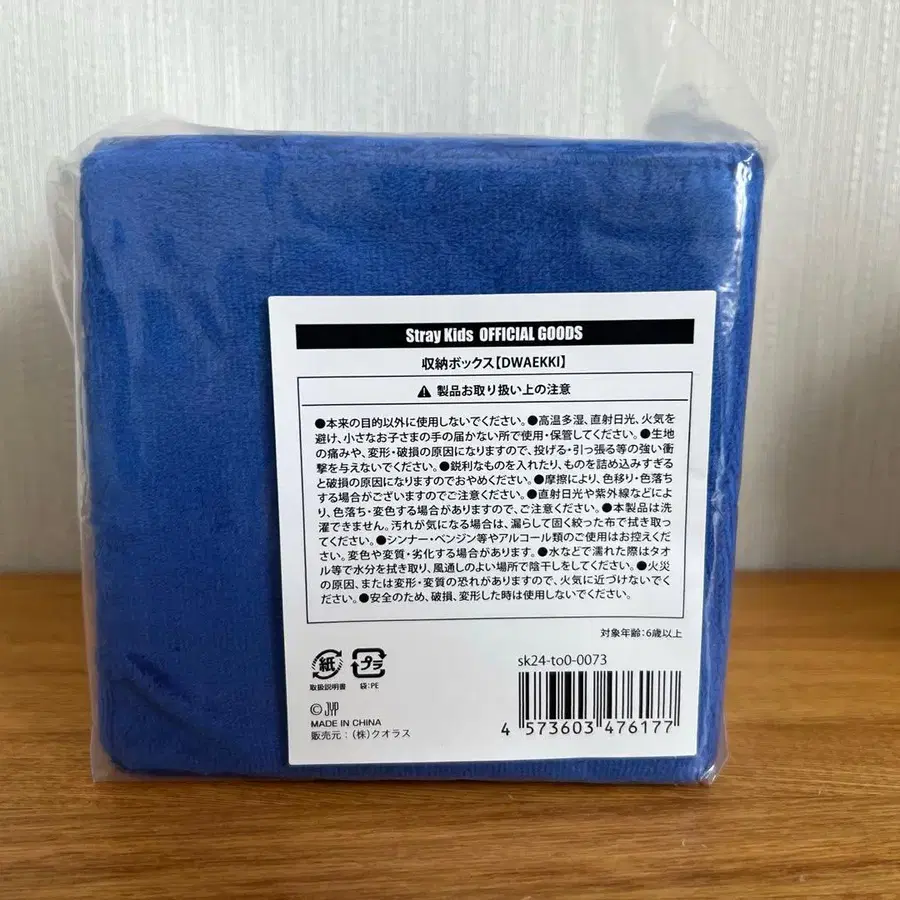 Stray Kids OFFICIAL GOODS
収納ボックス【DWAEKKI】
⚠ 製品お取り扱い上の注意
●本来の目的以外に使用しないでください。●高温多湿、直射日光、火気を
避け、小さなお子さまの手の届かない所で使用・保管してください。●生地
の痛みや、変形・破損の原因になりますので、投げる・引っ張る等の強い衝
撃を与えないでください。●鋭利なものを入れたり、ものを詰め込みすぎる
と破損の原因になりますのでおやめください。●摩擦により、色移り・色落ち
する場合がございますのでご注意ください。●直射日光や紫外線などによ
り、色落ち・変色する場合がありますので、ご注意ください。●本製品は洗
濯できません。汚れが気になる場合は、濡らして固く絞った布で拭き取っ
てください。●シンナー・ベンジン等やアルコール類のご使用はお控えくだ
さい。変色や変質・劣化する場合があります。●水などで濡れた際はタオ
ル等で水分を拭き取り、風通しのよい場所で陰干しをしてください。●火災
の原因、または変形・変質の恐れがありますので、火気に近づけないでく
ださい。●安全のため、破損、変形した時は使用しないでください。
対象年齢:6歳以上
紙 プラ
取扱説明書 袋:PE
sk24-to0-0073
© JYP
MADE IN CHINA
販売元:(株)クオラス
4 573603 476177